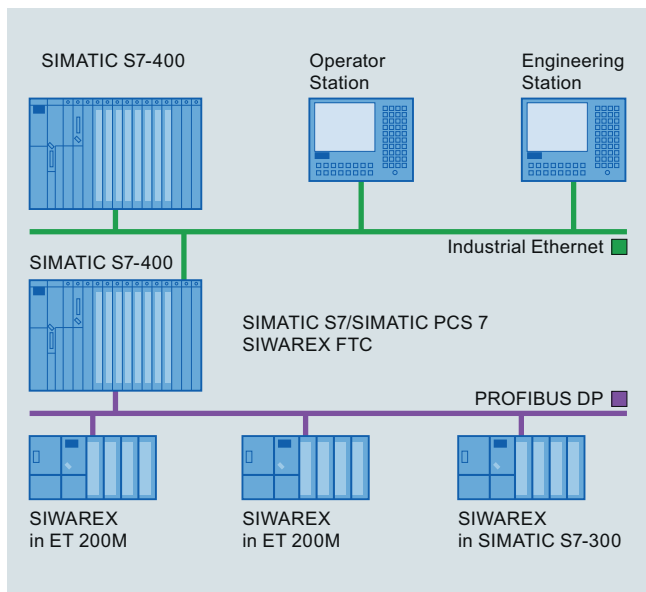 SIMATIC S7-400
Operator
Station
Engineering
Station
Industrial Ethernet
SIMATIC S7-400
SIMATIC S7/SIMATIC PCS 7
SIWAREX FTC
PROFIBUS DP
SIWAREX
in ET 200M
SIWAREX
in ET 200M
SIWAREX
in SIMATIC S7-300